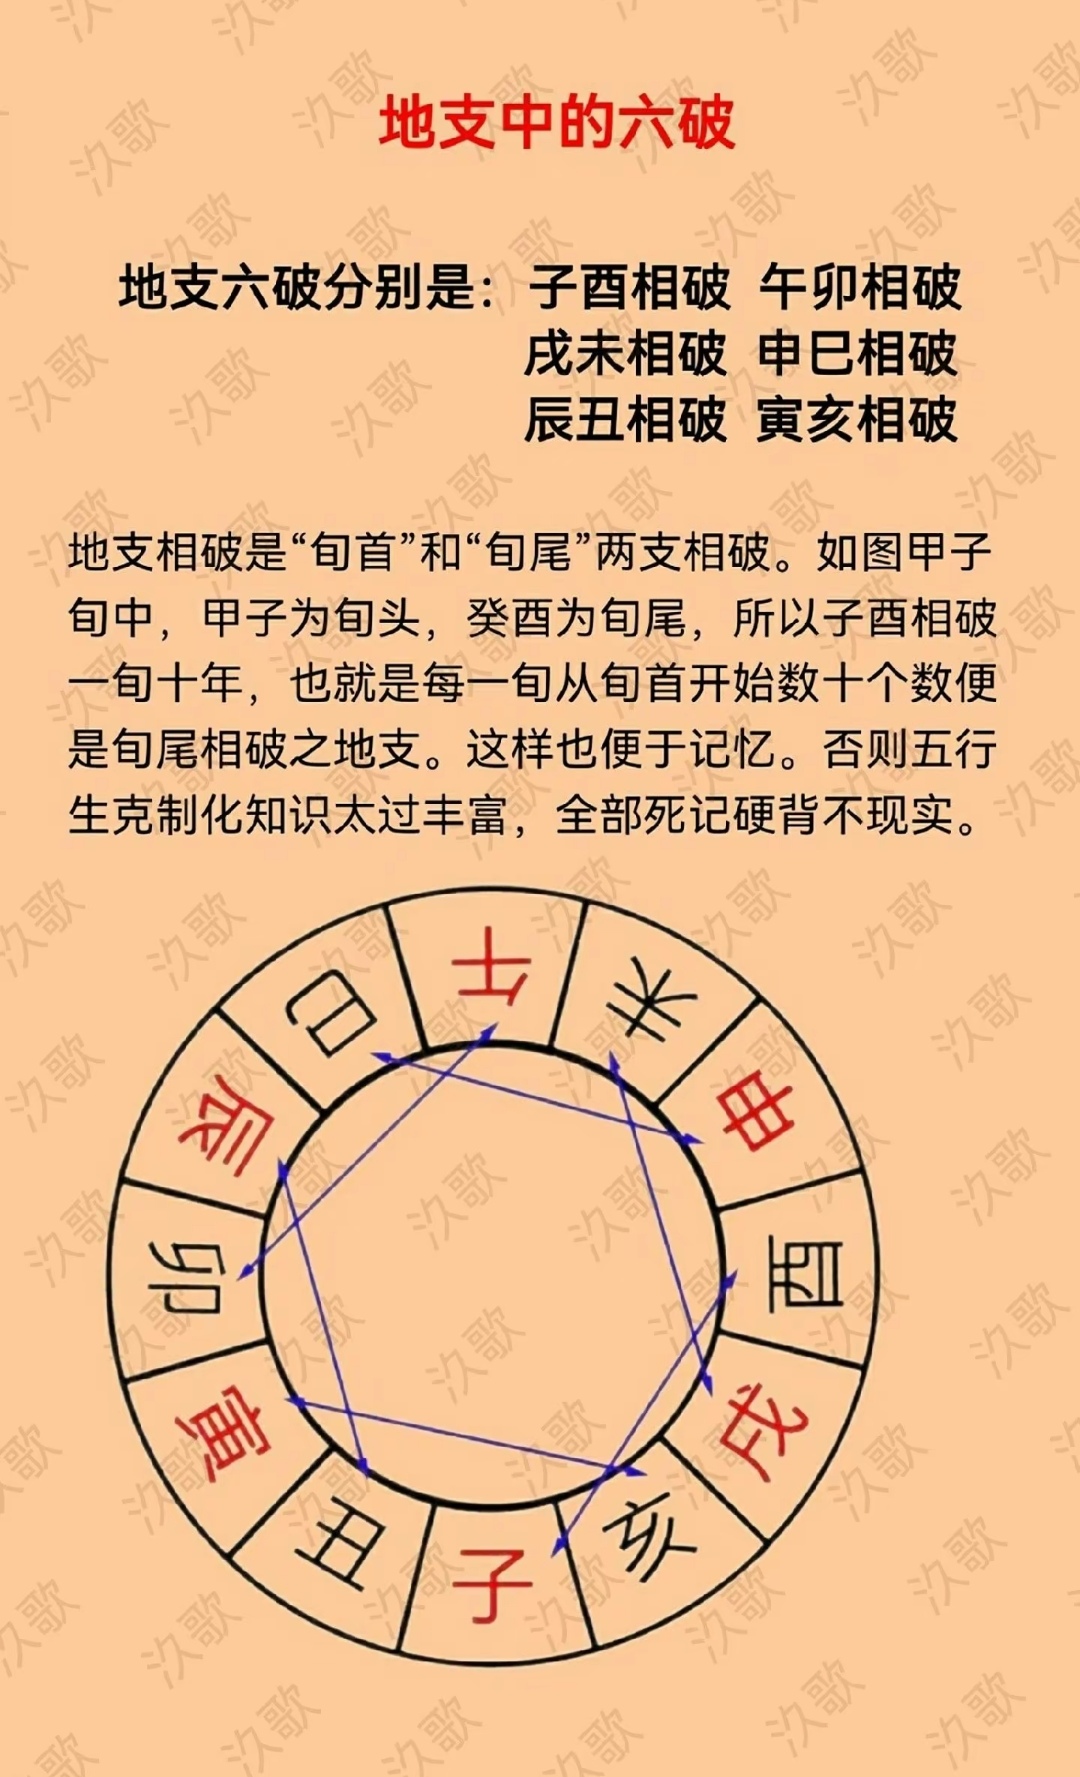 地支中的六破
地支六破分别是：子酉相破 午卯相破
戌未相破 申巳相破
辰丑相破 寅亥相破
地支相破是“旬首”和“旬尾”两支相破。如图甲子
旬中，甲子为旬头，癸酉为旬尾，所以子酉相破
一旬十年，也就是每一旬从旬首开始数十个数便
是旬尾相破之地支。这样也便于记忆。否则五行
生克制化知识太过丰富，全部死记硬背不现实。
午
未
申
酉
戌
亥
子
丑
寅
卯
辰
巳